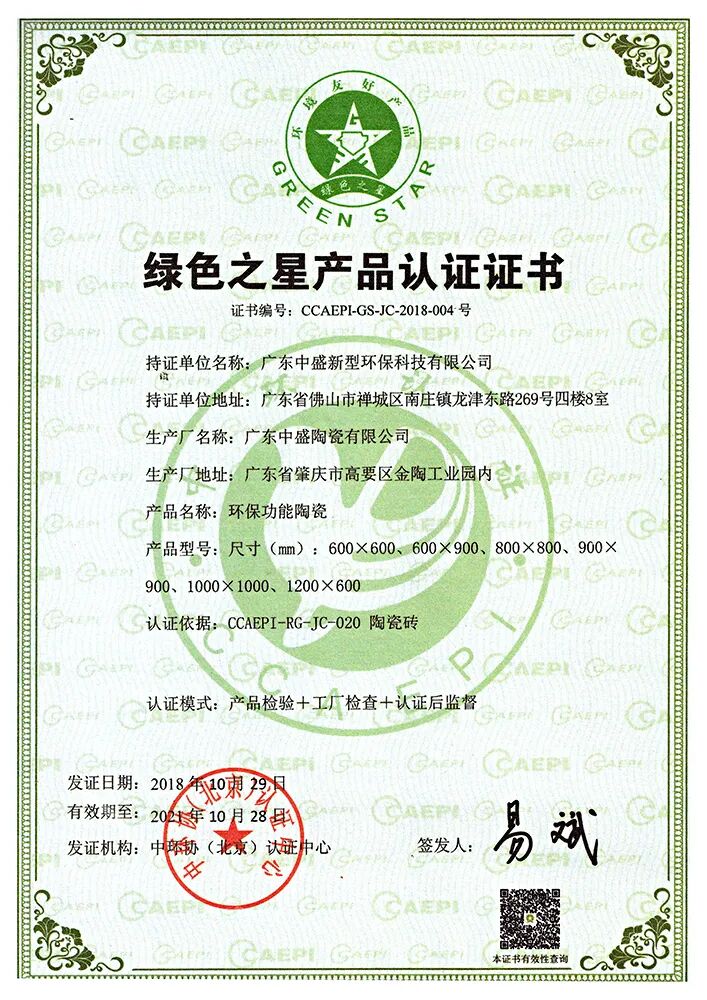 环境友好产品
绿色之星
GREEN STAR
绿色之星产品认证证书
证书编号：CCAEPI-GS-JC-2018-004 号
持证单位名称：广东中盛新型环保科技有限公司
持证单位地址：广东省佛山市禅城区南庄镇龙津东路269号四楼8室
生产厂名称：广东中盛陶瓷有限公司
生产厂地址：广东省肇庆市高要区金陶工业园内
产品名称：环保功能陶瓷
产品型号：尺寸（mm）：600×600、600×900、800×800、900×
900、1000×1000、1200×600
认证依据：CCAEPI-RG-JC-020 陶瓷砖
CCAEPI
认证模式：产品检验＋工厂检查＋认证后监督
发证日期：2018 年 10 月 29 日
有效期至：2021 年 10 月 28 日
发证机构：中环协（北京）认证中心
签发人：易斌
中环协(北京)认证中心
本证书有效性查询